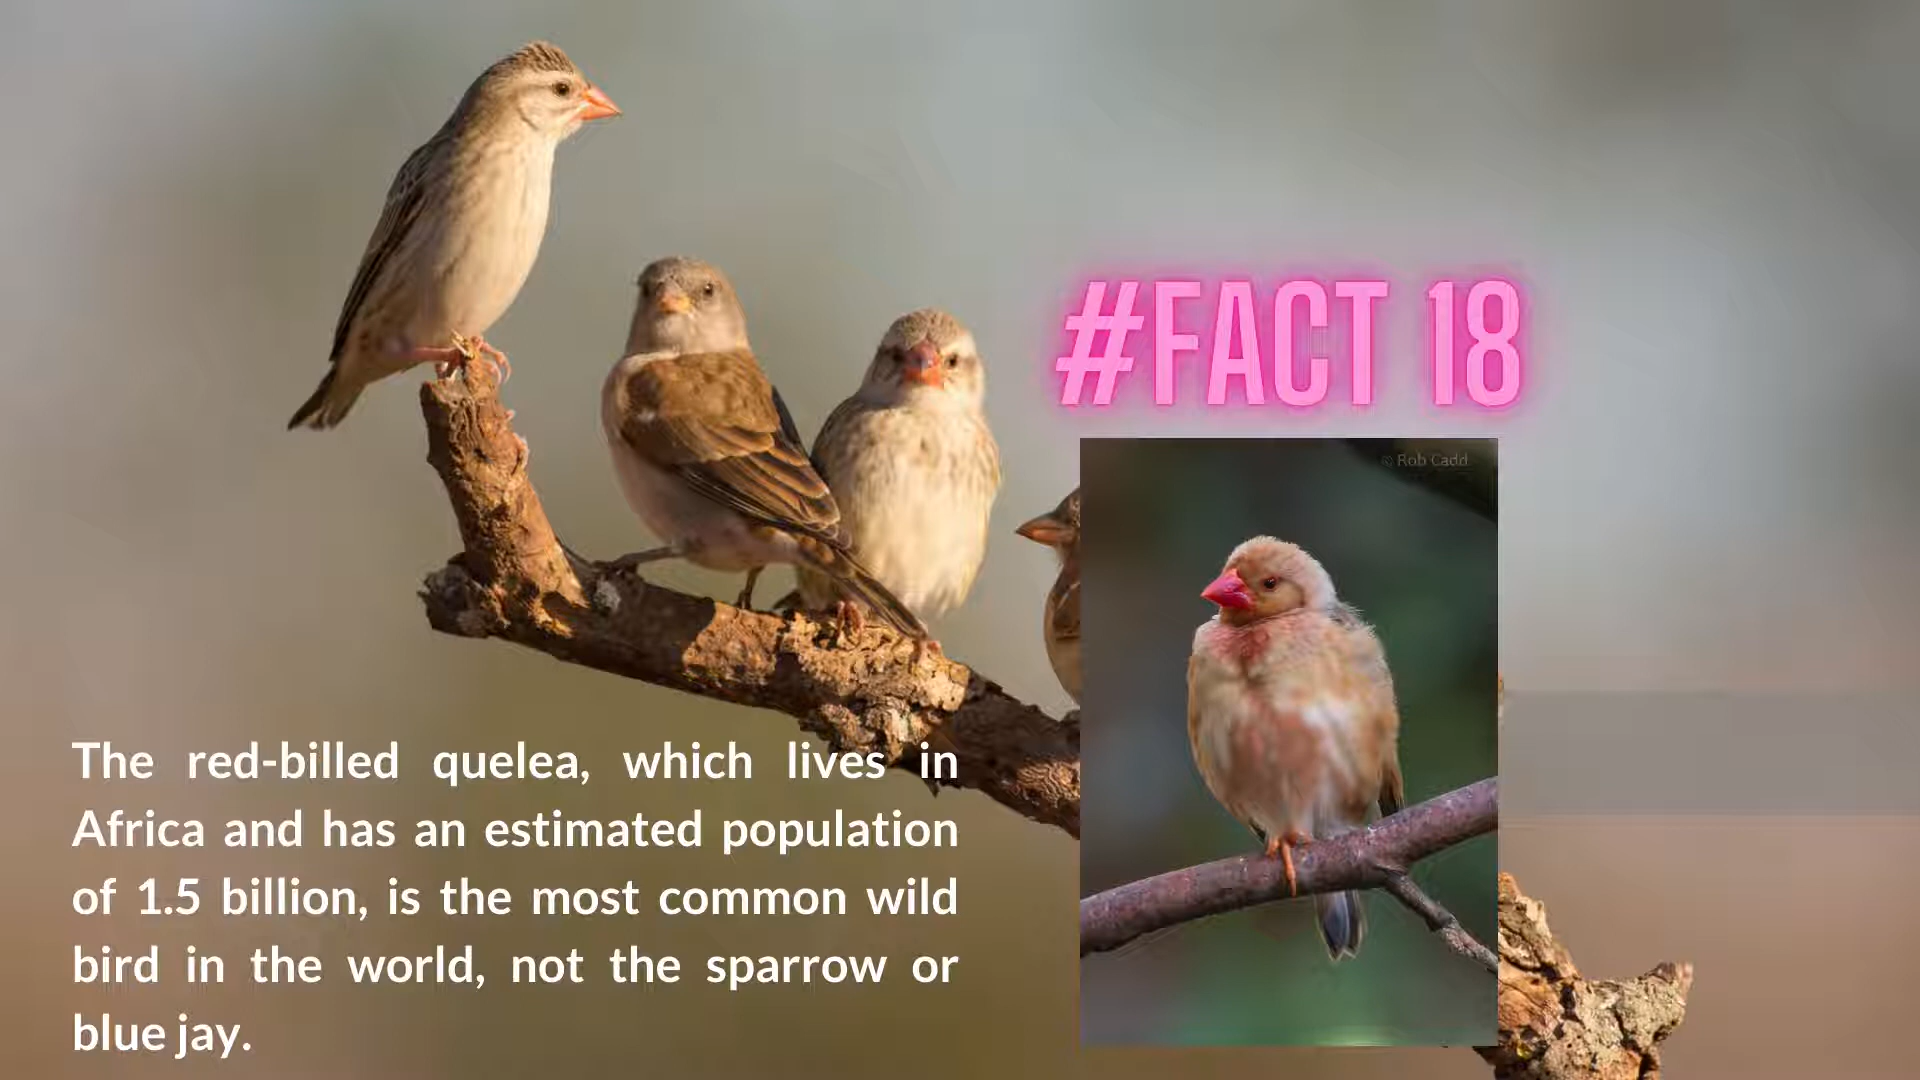 #FACT 18
© Rob Cadd
The red-billed quelea, which lives in
Africa and has an estimated population
of 1.5 billion, is the most common wild
bird in the world, not the sparrow or
blue jay.